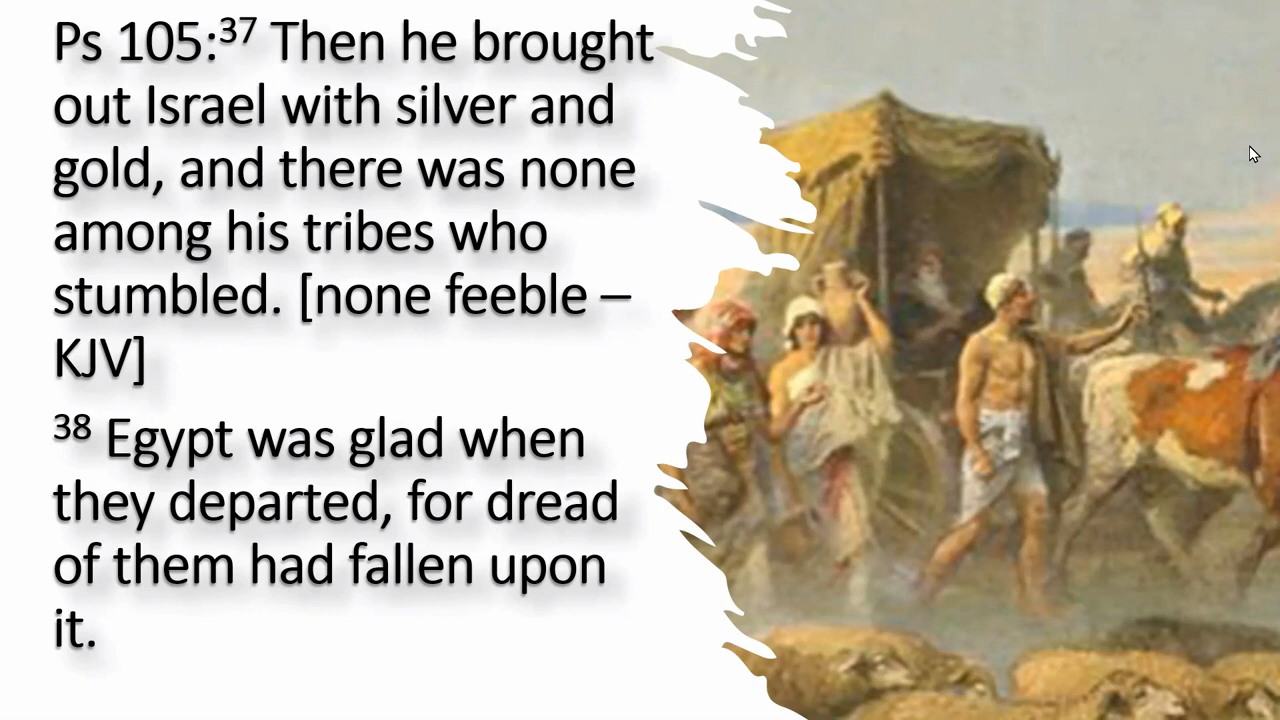 Ps 105:³⁷ Then he brought
out Israel with silver and
gold, and there was none
among his tribes who
stumbled. [none feeble –
KJV]
³⁸ Egypt was glad when
they departed, for dread
of them had fallen upon
it.